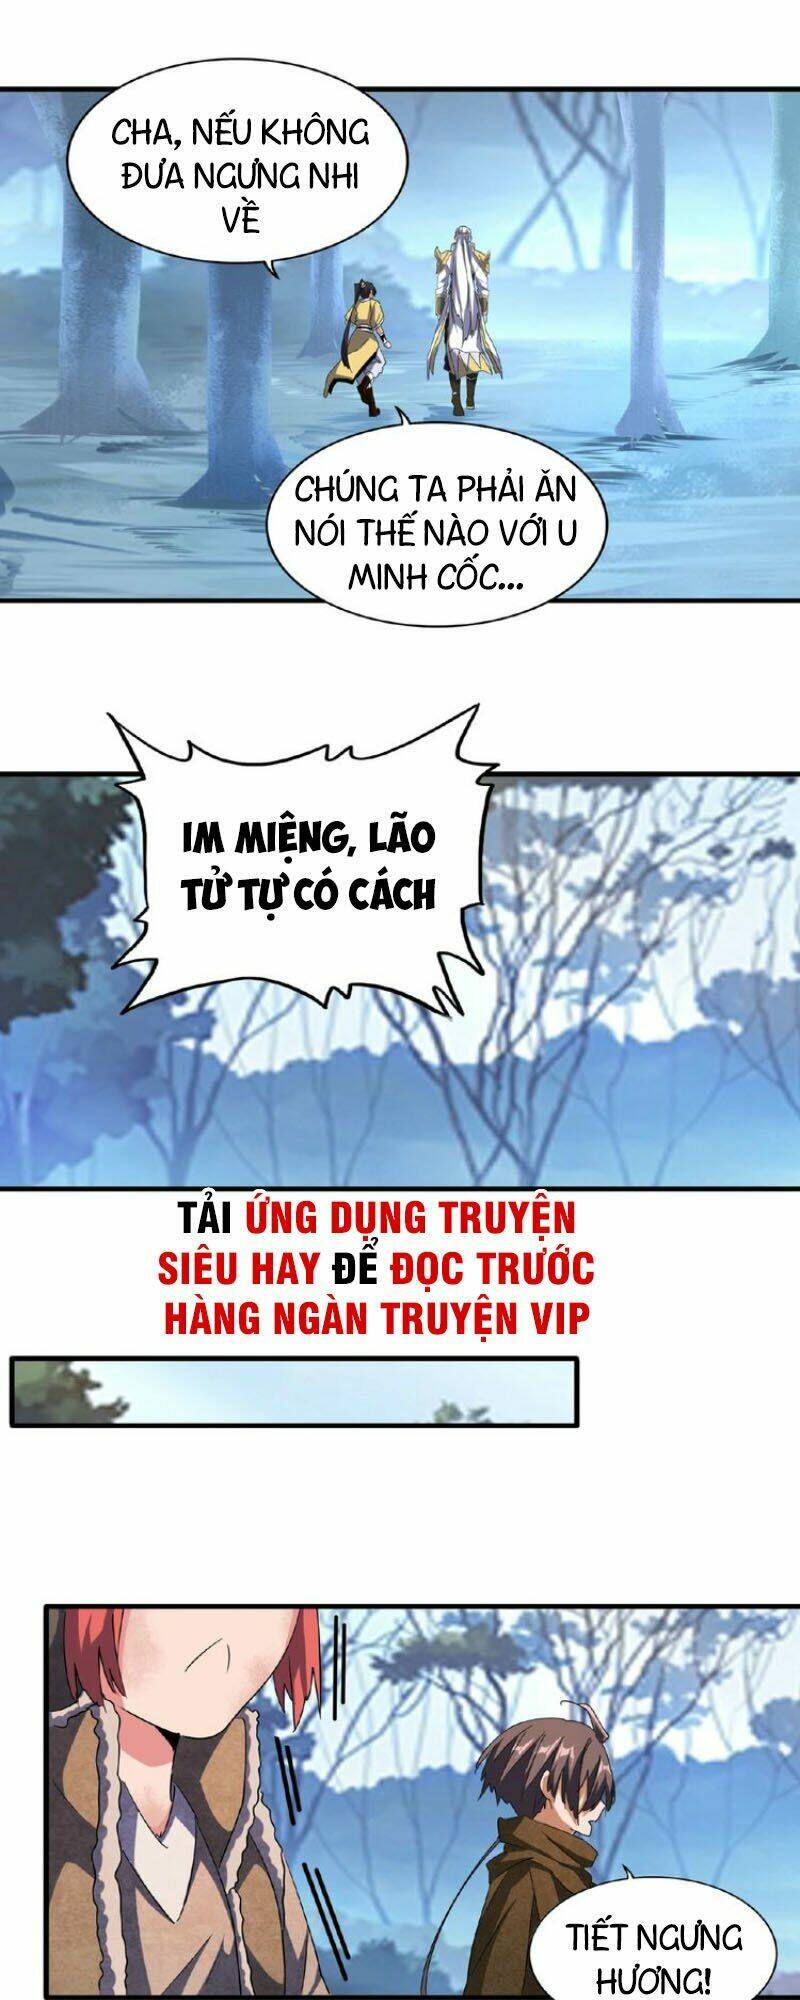 CHA, NẾU KHÔNG
ĐƯA NGƯNG NHI
VỀ
CHÚNG TA PHẢI ĂN
NÓI THẾ NÀO VỚI U
MINH CỐC...
IM MIỆNG, LÃO
TỬ TỰ CÓ CÁCH
TẢI ỨNG DỤNG TRUYỆN
SIÊU HAY ĐỂ ĐỌC TRƯỚC
HÀNG NGÀN TRUYỆN VIP
TIẾT NGƯNG
HƯƠNG!